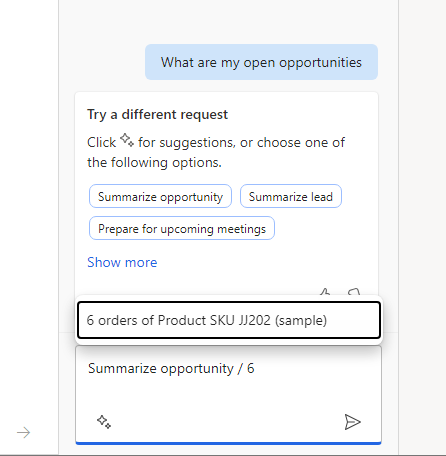 What are my open opportunities
Try a different request
Click for suggestions, or choose one of
the following options.
Summarize opportunity
Summarize lead
Prepare for upcoming meetings
Show more
6 orders of Product SKU JJ202 (sample)
Summarize opportunity / 6